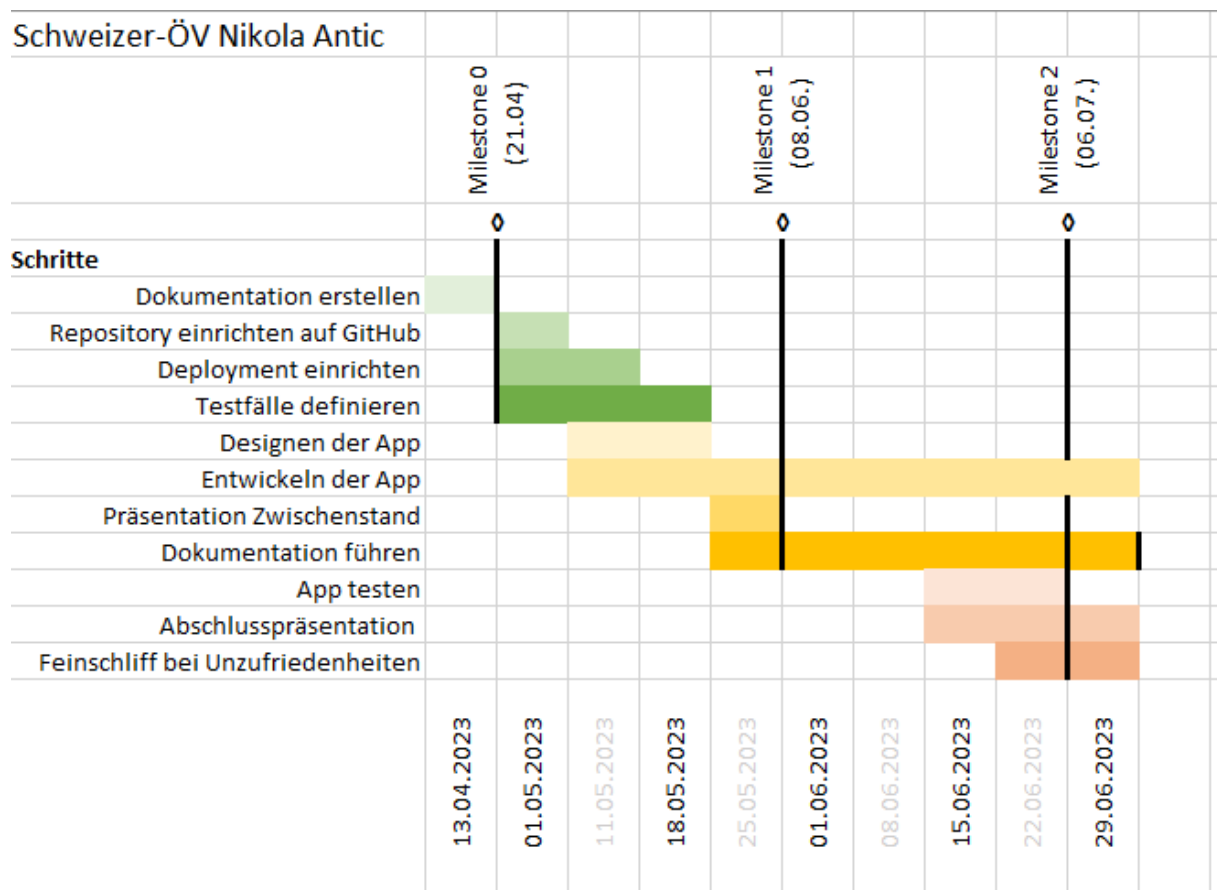 Schweizer-ÖV Nikola Antic
Milestone 0
(21.04)
Milestone 1
(08.06.)
Milestone 2
(06.07.)
Schritte
Dokumentation erstellen
Repository einrichten auf GitHub
Deployment einrichten
Testfälle definieren
Designen der App
Entwickeln der App
Präsentation Zwischenstand
Dokumentation führen
App testen
Abschlusspräsentation
Feinschliff bei Unzufriedenheiten
13.04.2023
01.05.2023
11.05.2023
18.05.2023
25.05.2023
01.06.2023
08.06.2023
15.06.2023
22.06.2023
29.06.2023